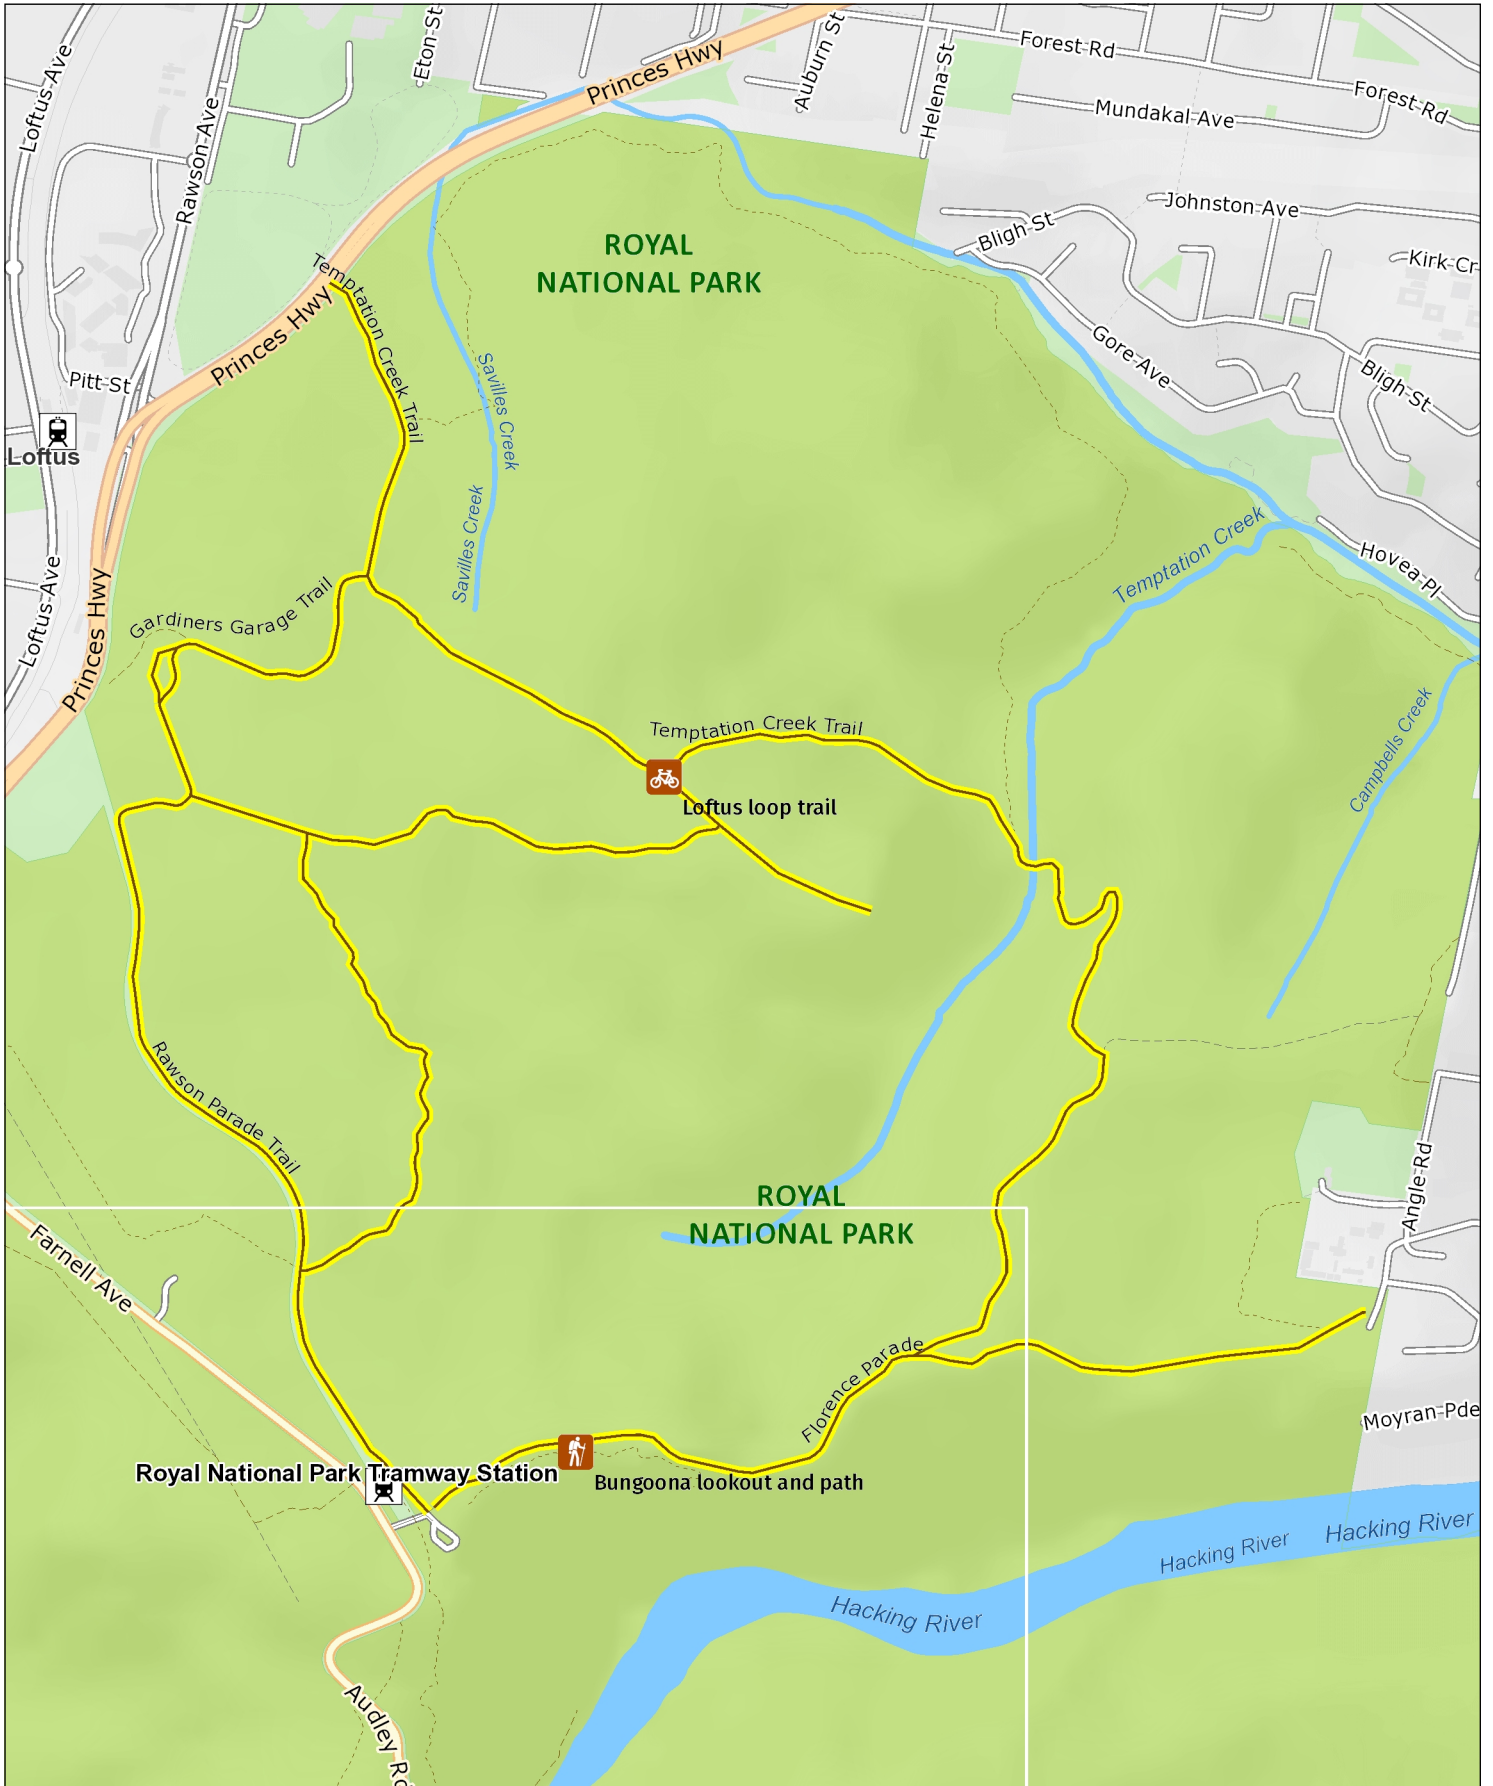 Loftus-Ave
Eton-St
Princes Hwy
Auburn St
Helena-St
Forest Rd
Forest-Rd
Mundakal Ave
Rawson-Ave
Johnston Ave
Bligh-St
Kirk-Cr
ROYAL
NATIONAL PARK
Temptation Creek Trail
Princes Hwy
Gore Ave
Bligh St
Pitt-St
Savilles Creek
Loftus
Savilles Creek
Temptation Creek
Hovea-Pl
Loftus-Ave
Princes Hwy
Gardiners Garage Trail
Temptation Creek Trail
Campbells Creek
Loftus loop trail
Rawson Parade Trail
Angle-Rd
ROYAL
NATIONAL PARK
Farnell Ave
Florence Parade
Moyran-Pde
Royal National Park Tramway Station
Bungoona lookout and path
Hacking River
Hacking River
Hacking River
Audley Rd